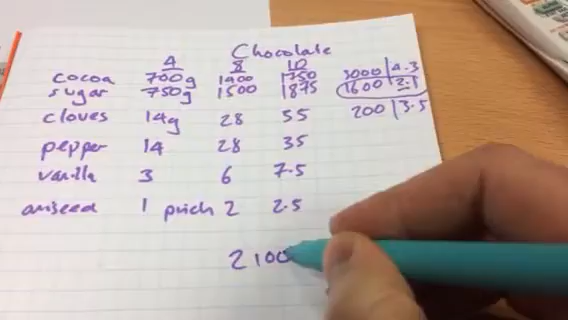 Chocolate
4 8 10
cocoa 700g 1400 1750 3000 4.3
sugar 750g 1500 1875 1600 2.1
cloves 14g 28 55 200 3.5
pepper 14 28 35
vanilla 3 6 7.5
aniseed 1 pinch 2 2.5
2100